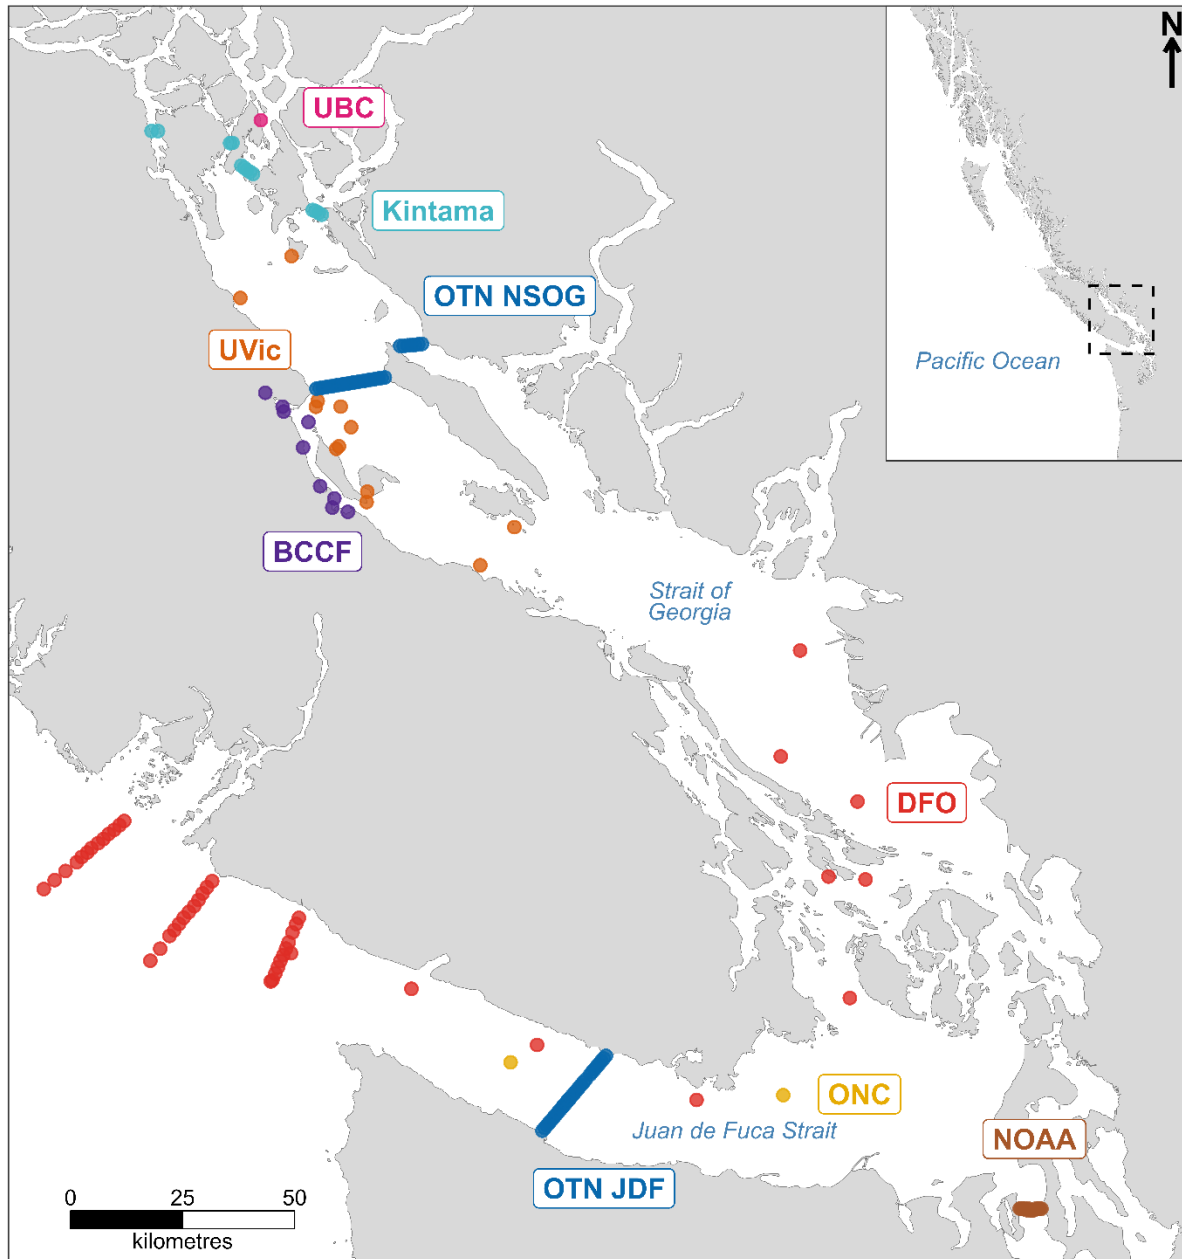 N
UBC
Kintama
OTN NSOG
UVic
Pacific Ocean
BCCF
Strait of
Georgia
DFO
ONC
Juan de Fuca Strait
NOAA
OTN JDF
0 25 50
kilometres